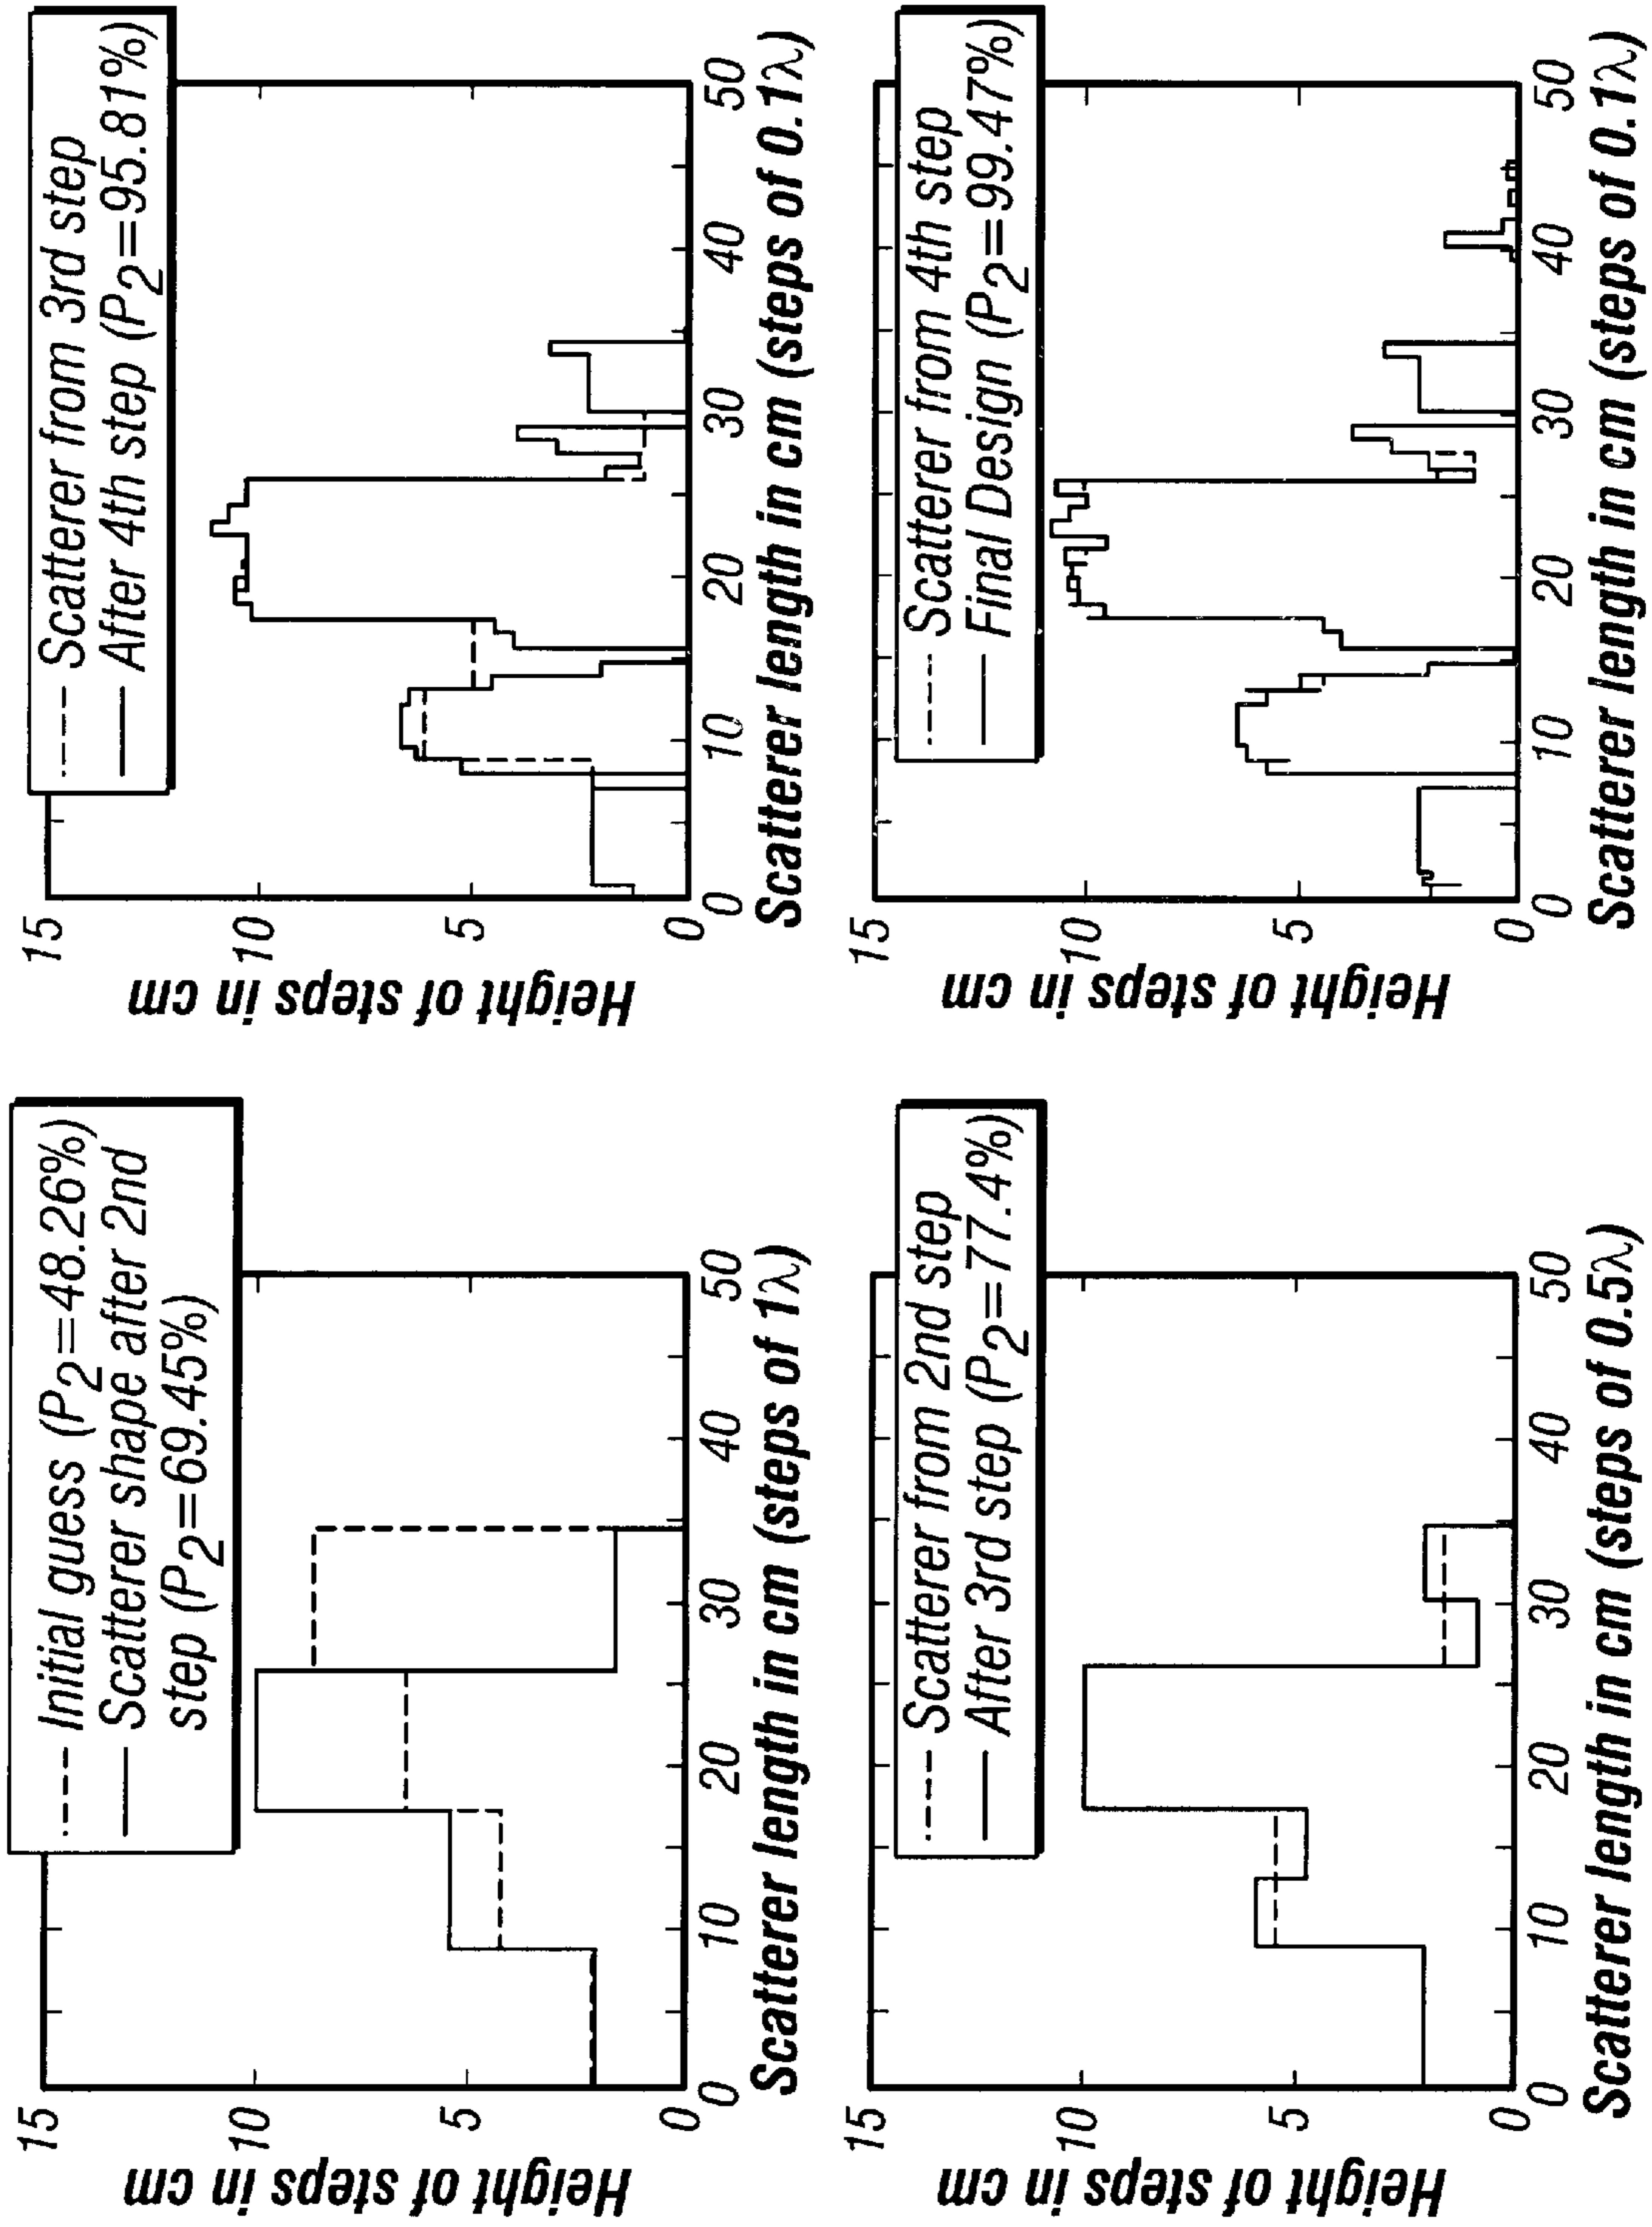 Initial guess (P2=48.26%)
Scatterer shape after 2nd
step (P2=69.45%)
15
10
5
0
Height of steps in cm
0 10 20 30 40 50
Scatterer length in cm (steps of 1λ)
Scatterer from 3rd step
After 4th step (P2=95.81%)
15
10
5
0
Height of steps in cm
0 10 20 30 40 50
Scatterer length in cm (steps of 0.1λ)
Scatterer from 2nd step
After 3rd step (P2=77.4%)
15
10
5
0
Height of steps in cm
0 10 20 30 40 50
Scatterer length in cm (steps of 0.5λ)
Scatterer from 4th step
Final Design (P2=99.47%)
15
10
5
0
Height of steps in cm
0 10 20 30 40 50
Scatterer length in cm (steps of 0.1λ)